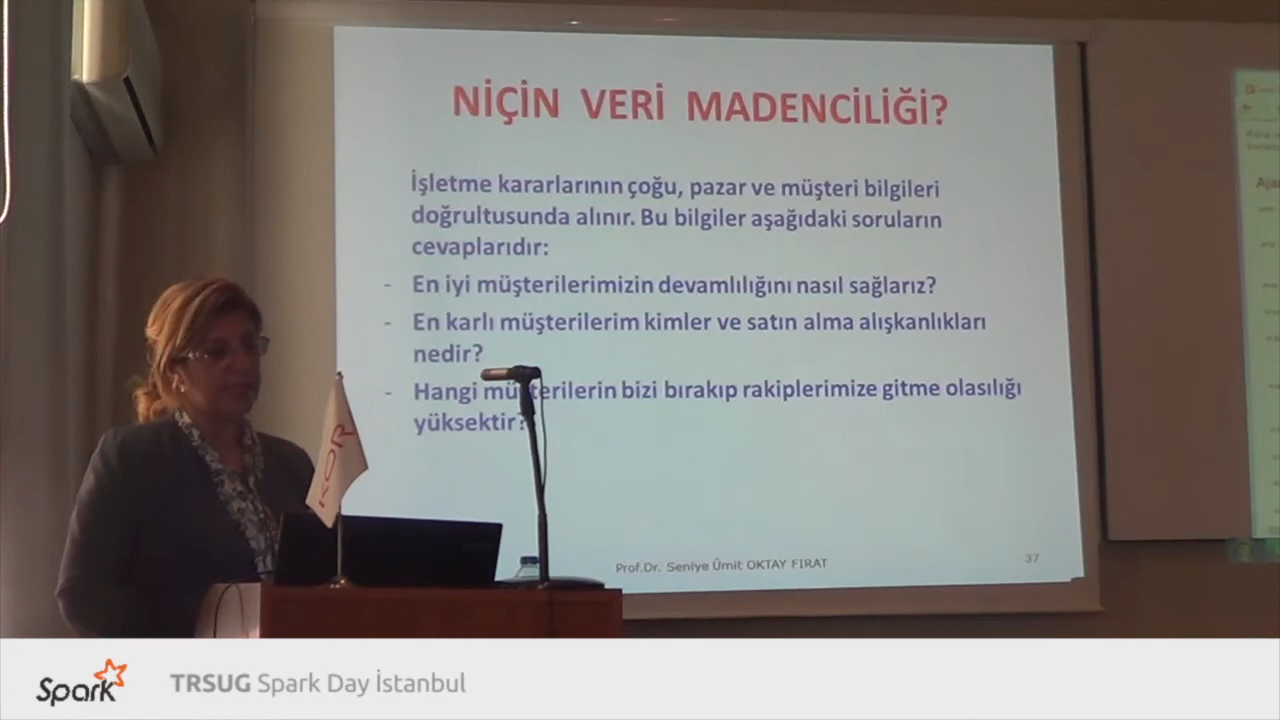 NİÇİN VERİ MADENCİLİĞİ?
İşletme kararlarının çoğu, pazar ve müşteri bilgileri
doğrultusunda alınır. Bu bilgiler aşağıdaki soruların
cevaplarıdır:
- En iyi müşterilerimizin devamlılığını nasıl sağlarız?
- En karlı müşterilerim kimler ve satın alma alışkanlıkları
nedir?
- Hangi müşterilerin bizi bırakıp rakiplerimize gitme olasılığı
yüksektir?
Prof.Dr. Seniye Ümit OKTAY FIRAT
37
Spark
TRSUG Spark Day İstanbul